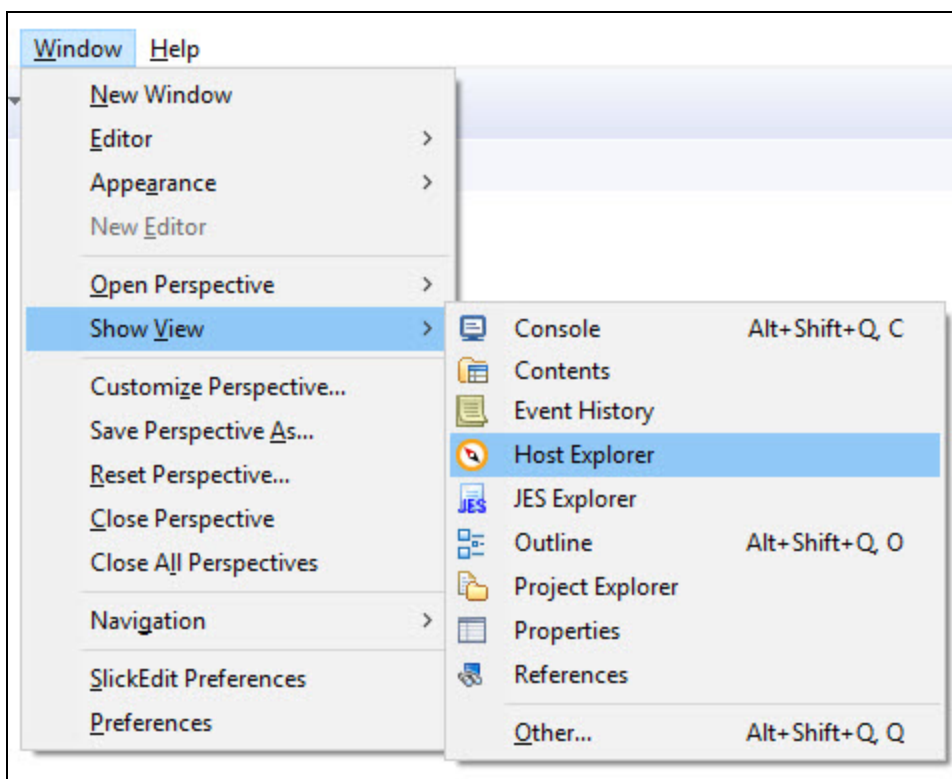 Window Help
New Window
Editor
Appearance
New Editor
Open Perspective
Show View
Customize Perspective...
Save Perspective As...
Reset Perspective...
Close Perspective
Close All Perspectives
Navigation
SlickEdit Preferences
Preferences
Console Alt+Shift+Q, C
Contents
Event History
Host Explorer
JES JES Explorer
Outline Alt+Shift+Q, O
Project Explorer
Properties
References
Other... Alt+Shift+Q, Q